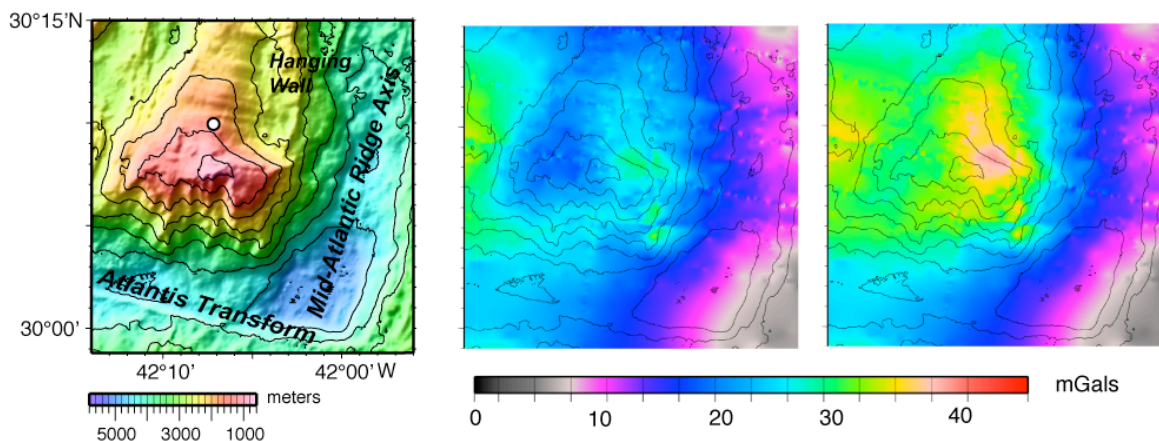 30°15'N
Hanging
Wall
Mid-Atlantic Ridge Axis
Atlantis Transform
30°00'
42°10' 42°00'W
meters
5000 3000 1000
0 10 20 30 40
mGals